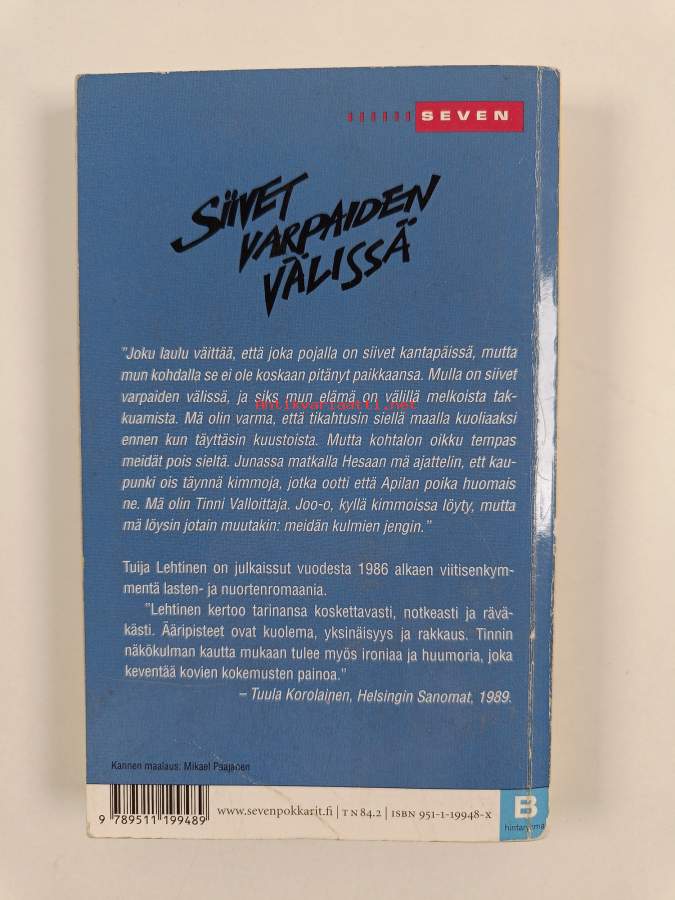 SEVEN
SIIVET
VARPAIDEN
VÄLISSÄ
"Joku laulu väittää, että joka pojalla on siivet kantapäissä, mutta
mun kohdalla se ei ole koskaan pitänyt paikkaansa. Mulla on siivet
varpaiden välissä, ja siks mun elämä on välillä melkoista tak-
antikvariaatti.net
kuamista. Mä olin varma, että tikahtusin siellä maalla kuoliaaksi
ennen kun täyttäsin kuustoista. Mutta kohtalon oikku tempas
meidät pois sieltä. Junassa matkalla Hesaan mä ajattelin, ett kau-
punki ois täynnä kimmoja, jotka ootti että Apilan poika huomais
ne. Mä olin Tinni Valloittaja. Joo-o, kyllä kimmoissa löyty, mutta
mä löysin jotain muutakin: meidän kulmien jengin."
Tuija Lehtinen on julkaissut vuodesta 1986 alkaen viitisenkym-
mentä lasten- ja nuortenromaania.
"Lehtinen kertoo tarinansa koskettavasti, notkeasti ja rävä-
kästi. Ääripisteet ovat kuolema, yksinäisyys ja rakkaus. Tinnin
näkökulman kautta mukaan tulee myös ironiaa ja huumoria, joka
keventää kovien kokemusten painoa."
– Tuula Korolainen, Helsingin Sanomat, 1989.
Kannen maalaus: Mikael Paajanen
www.sevenpokkarit.fi | TN 84.2 | ISBN 951-1-19948-X
9 789511 199489
B
hintaryhmä